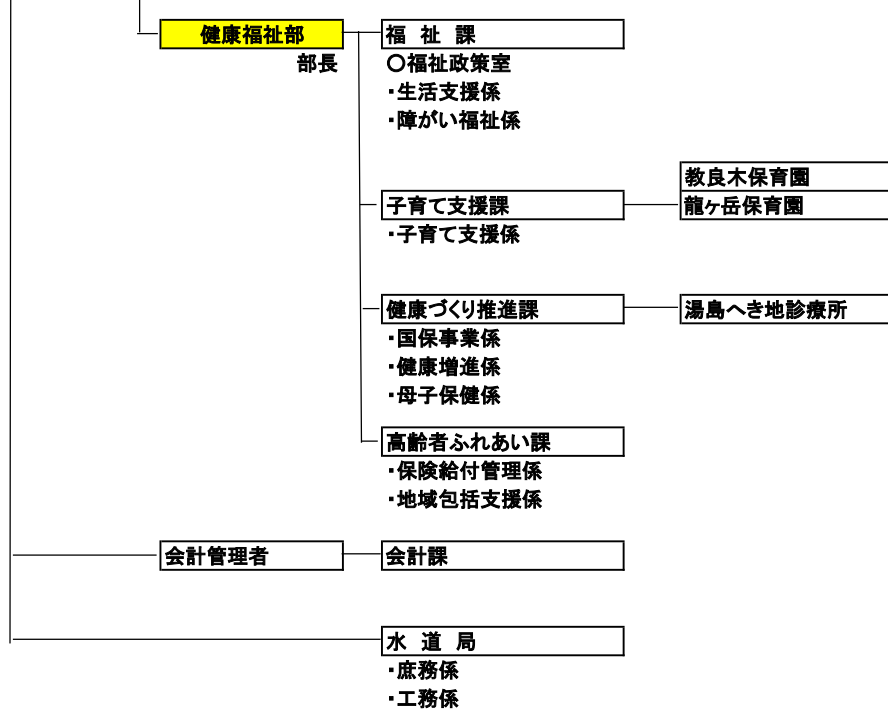 健康福祉部
福 祉 課
部長
〇福祉政策室
・生活支援係
・障がい福祉係
教良木保育園
子育て支援課
龍ヶ岳保育園
・子育て支援係
健康づくり推進課
湯島へき地診療所
・国保事業係
・健康増進係
・母子保健係
高齢者ふれあい課
・保険給付管理係
・地域包括支援係
会計管理者
会計課
水 道 局
・庶務係
・工務係